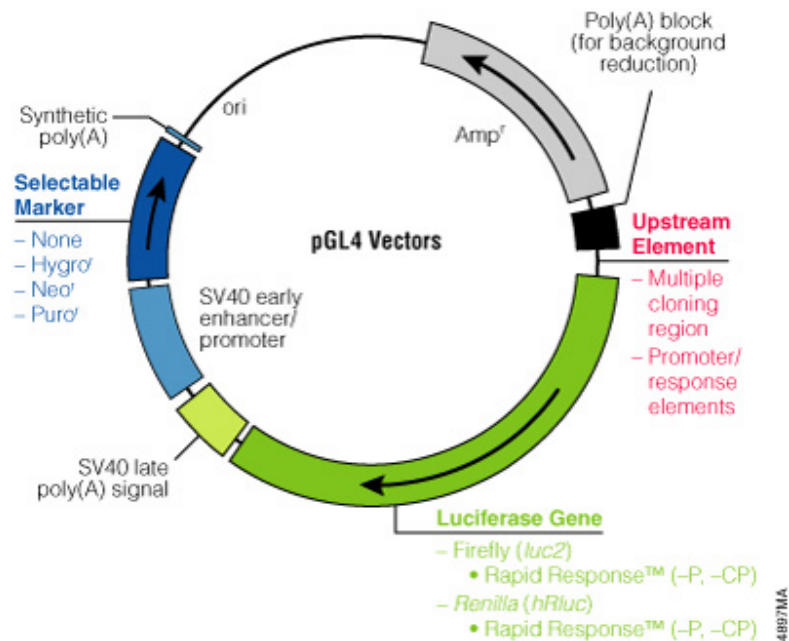 Poly(A) block
(for background
reduction)
Synthetic
poly(A)
ori
Ampʳ
Selectable
Marker
– None
– Hygroʳ
– Neoʳ
– Puroʳ
pGL4 Vectors
Upstream
Element
– Multiple
cloning
region
– Promoter/
response
elements
SV40 early
enhancer/
promoter
SV40 late
poly(A) signal
Luciferase Gene
– Firefly (luc2)
• Rapid Response™ (–P, –CP)
– Renilla (hRluc)
• Rapid Response™ (–P, –CP)
4897MA